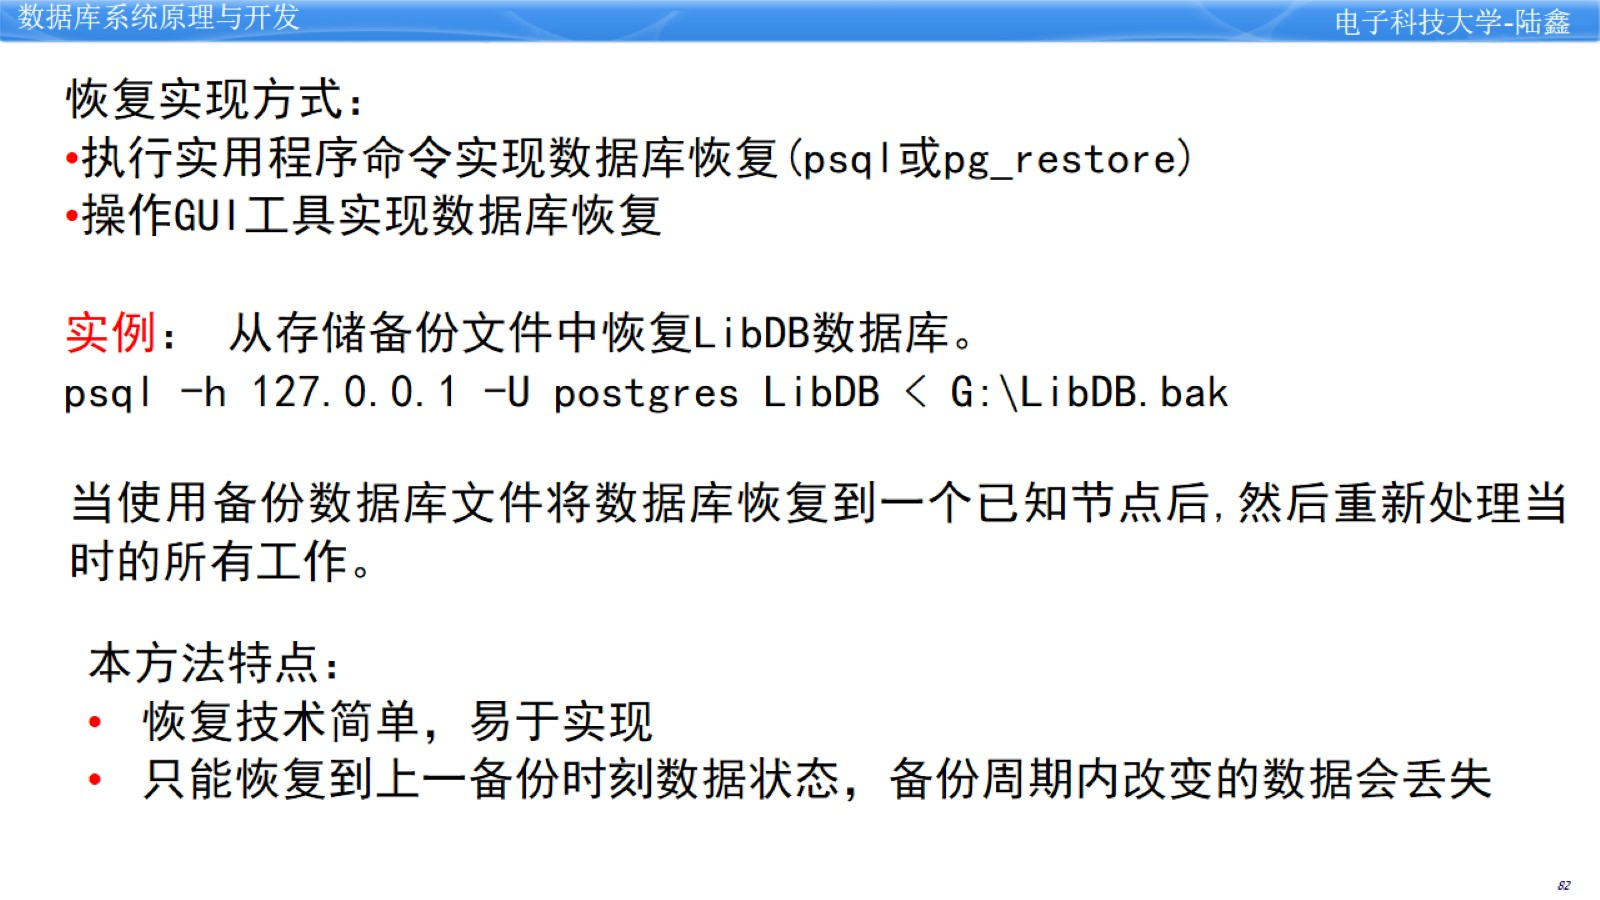 数据库系统原理与开发
电子科技大学-陆鑫
恢复实现方式：
•执行实用程序命令实现数据库恢复(psql或pg_restore)
•操作GUI工具实现数据库恢复
实例： 从存储备份文件中恢复LibDB数据库。
psql -h 127.0.0.1 -U postgres LibDB < G:\LibDB.bak
当使用备份数据库文件将数据库恢复到一个已知节点后,然后重新处理当
时的所有工作。
本方法特点：
• 恢复技术简单，易于实现
• 只能恢复到上一备份时刻数据状态，备份周期内改变的数据会丢失
82